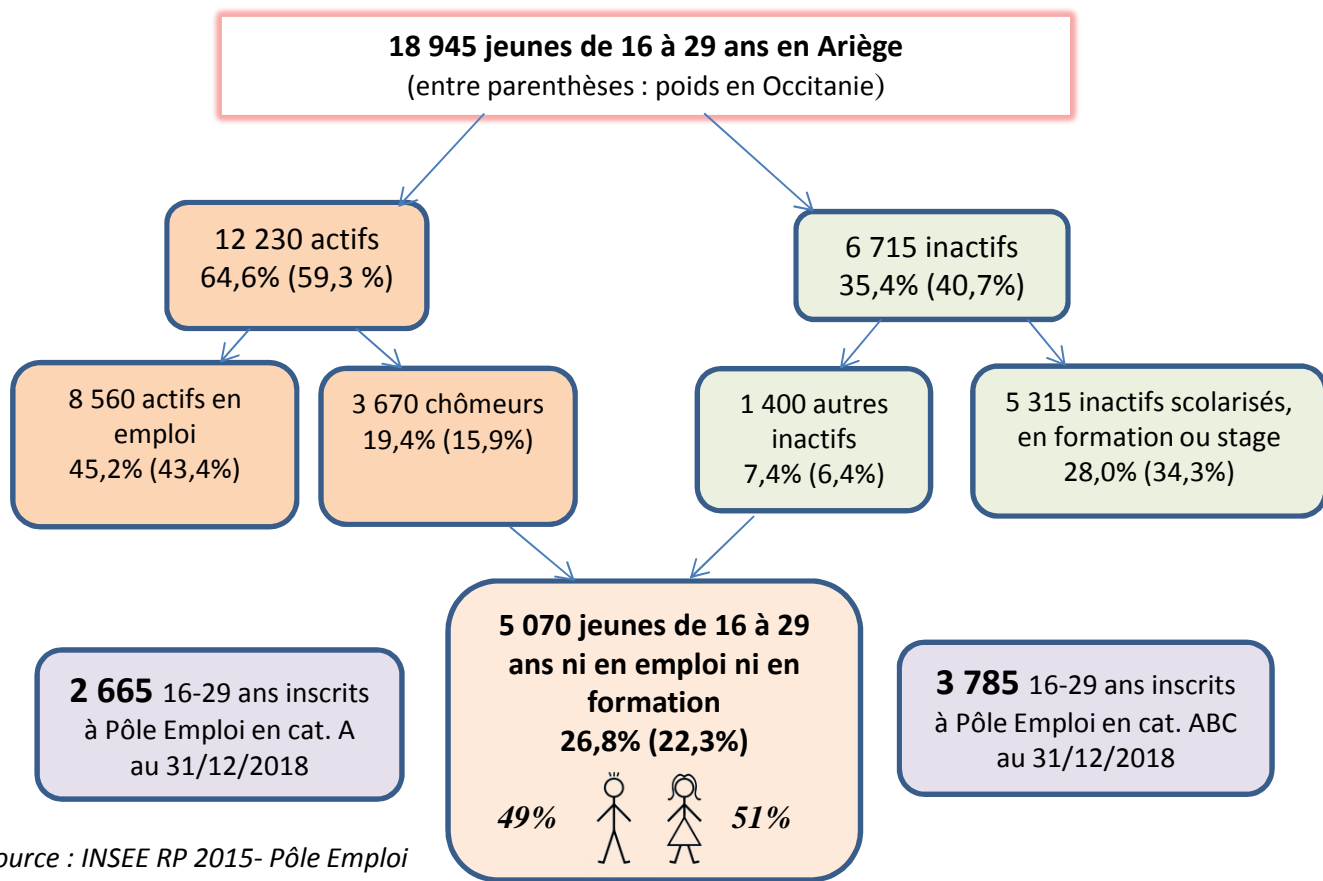 18 945 jeunes de 16 à 29 ans en Ariège
(entre parenthèses : poids en Occitanie)
12 230 actifs
64,6% (59,3 %)
6 715 inactifs
35,4% (40,7%)
8 560 actifs en
emploi
45,2% (43,4%)
3 670 chômeurs
19,4% (15,9%)
1 400 autres
inactifs
7,4% (6,4%)
5 315 inactifs scolarisés,
en formation ou stage
28,0% (34,3%)
5 070 jeunes de 16 à 29
ans ni en emploi ni en
formation
26,8% (22,3%)
49%
51%
2 665 16-29 ans inscrits
à Pôle Emploi en cat. A
au 31/12/2018
3 785 16-29 ans inscrits
à Pôle Emploi en cat. ABC
au 31/12/2018
ource : INSEE RP 2015- Pôle Emploi